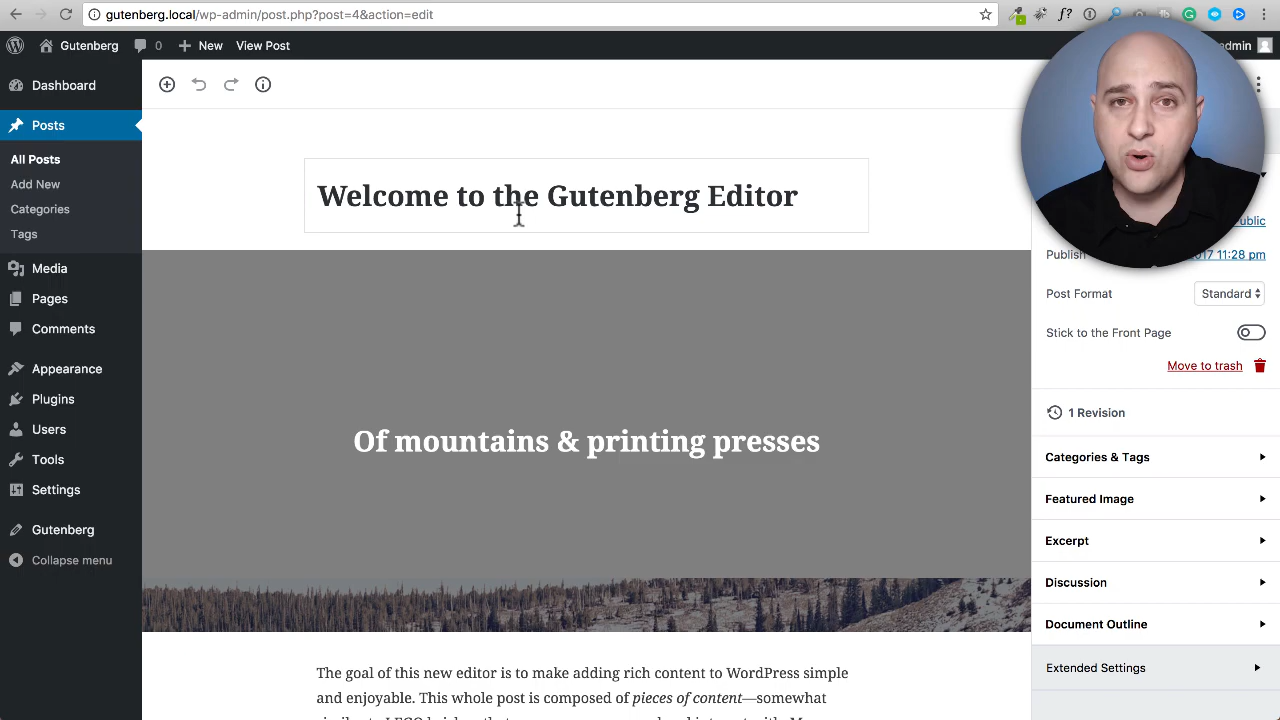 gutenberg.local/wp-admin/post.php?post=4&action=edit
Gutenberg
0
New
View Post
admin
Dashboard
Posts
All Posts
Add New
Categories
Tags
Media
Pages
Comments
Appearance
Plugins
Users
Tools
Settings
Gutenberg
Collapse menu
Welcome to the Gutenberg Editor
Of mountains & printing presses
The goal of this new editor is to make adding rich content to WordPress simple
and enjoyable. This whole post is composed of pieces of content—somewhat
Publish
11:28 pm
Post Format
Standard
Stick to the Front Page
Move to trash
1 Revision
Categories & Tags
Featured Image
Excerpt
Discussion
Document Outline
Extended Settings